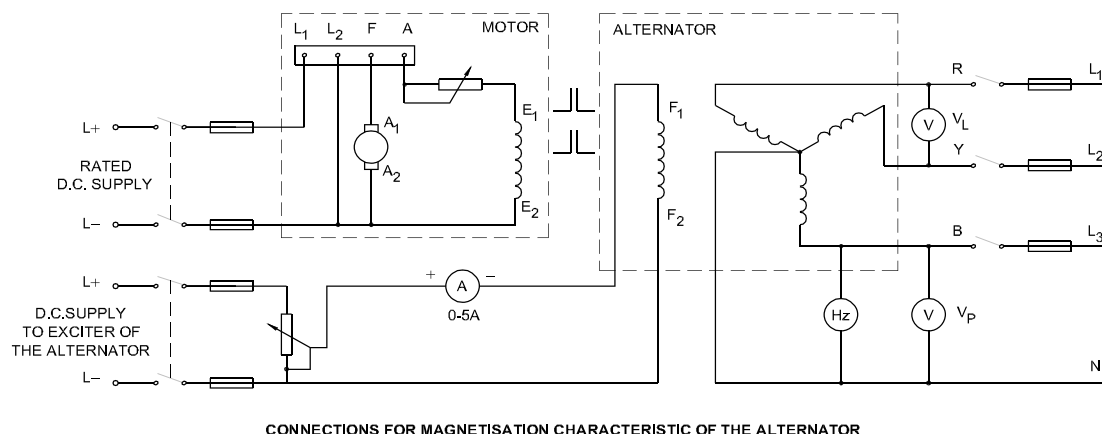 MOTOR
L1 L2 F A
ALTERNATOR
L+
RATED
D.C. SUPPLY
L−
A1
A2
E1
E2
F1
F2
R
L1
V
VL
Y
L2
B
L3
L+
D.C.SUPPLY
TO EXCITER OF
THE ALTERNATOR
L−
+ A −
0-5A
Hz
V
VP
N
CONNECTIONS FOR MAGNETISATION CHARACTERISTIC OF THE ALTERNATOR